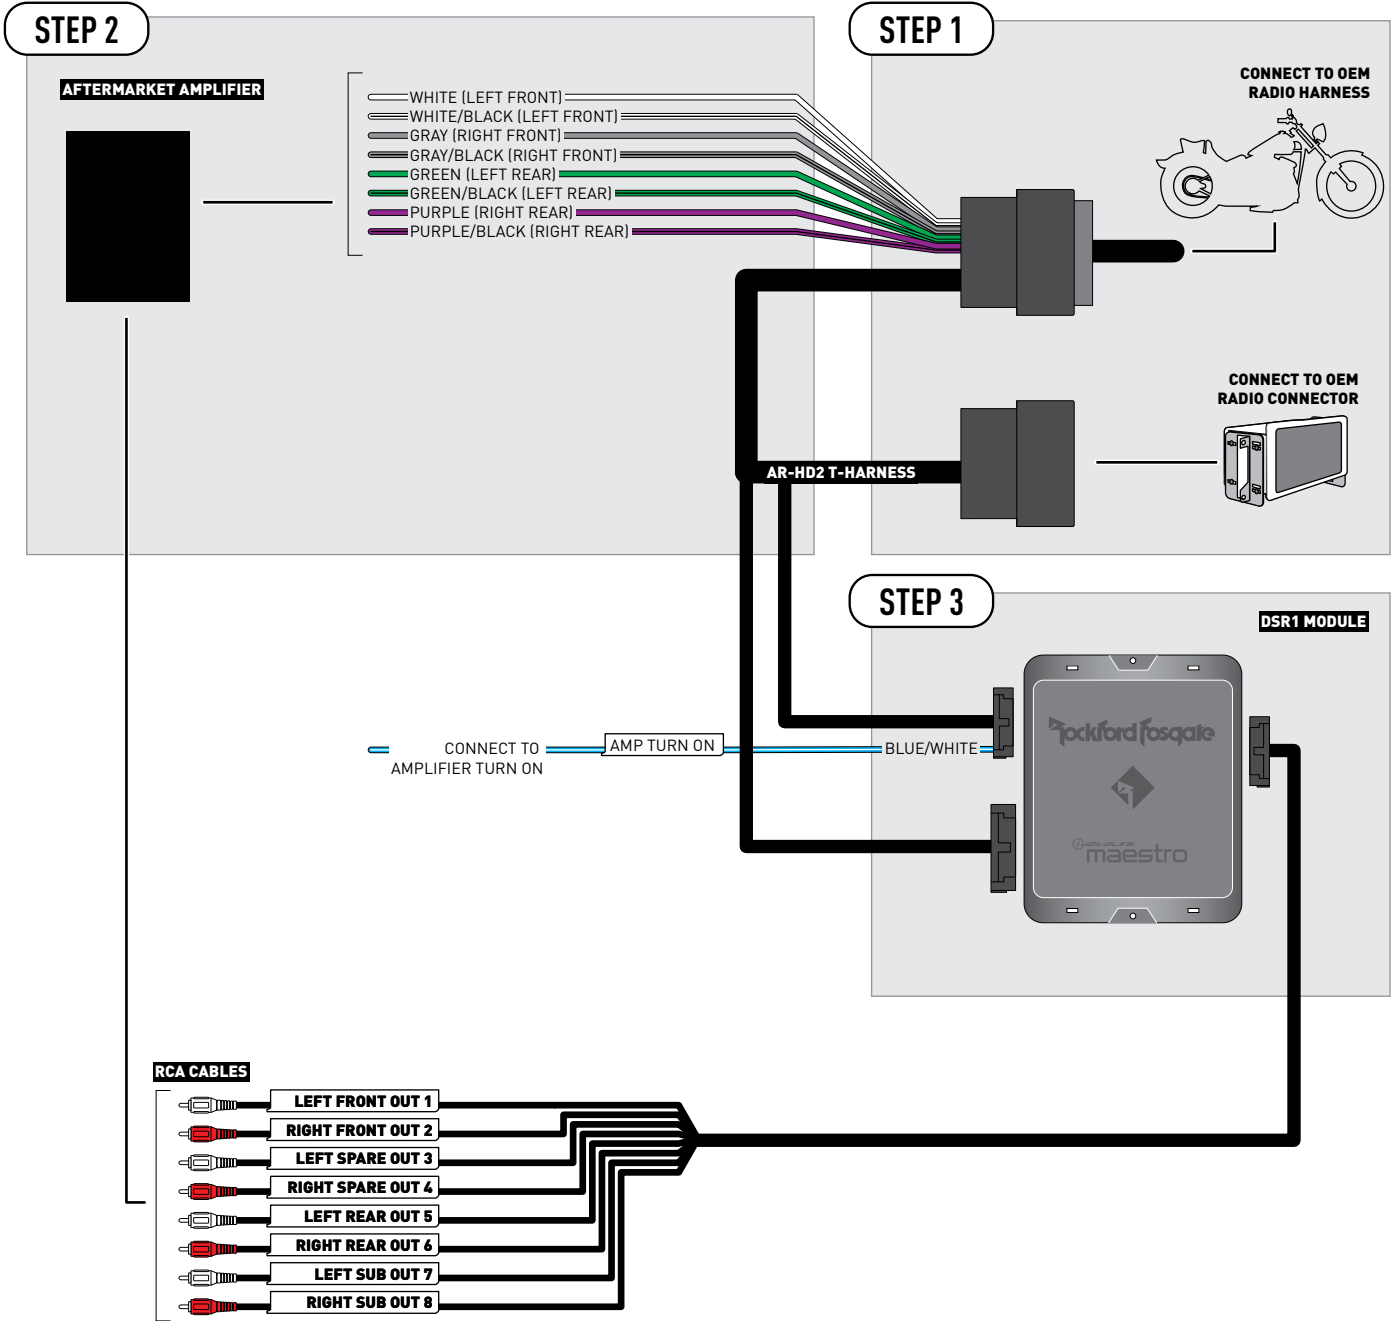 STEP 2
STEP 1
AFTERMARKET AMPLIFIER
WHITE (LEFT FRONT)
WHITE/BLACK (LEFT FRONT)
GRAY (RIGHT FRONT)
GRAY/BLACK (RIGHT FRONT)
GREEN (LEFT REAR)
GREEN/BLACK (LEFT REAR)
PURPLE (RIGHT REAR)
PURPLE/BLACK (RIGHT REAR)
CONNECT TO OEM
RADIO HARNESS
CONNECT TO OEM
RADIO CONNECTOR
AR-HD2 T-HARNESS
STEP 3
DSR1 MODULE
Rockford Fosgate
iDataLink
maestro
CONNECT TO
AMPLIFIER TURN ON
AMP TURN ON
BLUE/WHITE
RCA CABLES
LEFT FRONT OUT 1
RIGHT FRONT OUT 2
LEFT SPARE OUT 3
RIGHT SPARE OUT 4
LEFT REAR OUT 5
RIGHT REAR OUT 6
LEFT SUB OUT 7
RIGHT SUB OUT 8